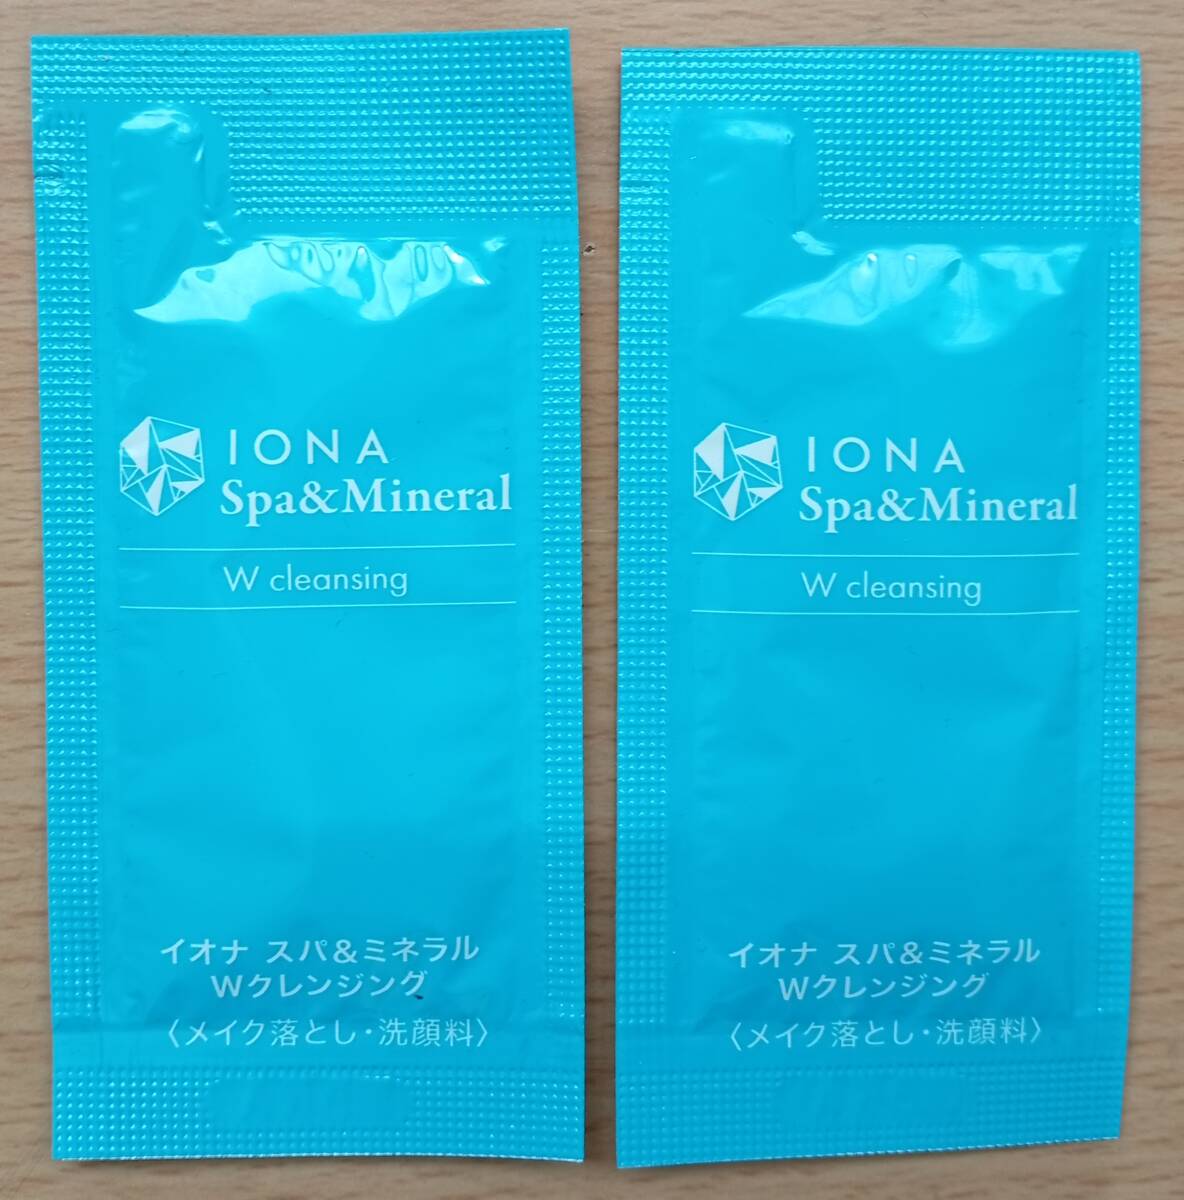 IONA
Spa&Mineral
W cleansing
イオナ スパ&ミネラル
Wクレンジング
〈メイク落とし・洗顔料〉
IONA
Spa&Mineral
W cleansing
イオナ スパ&ミネラル
Wクレンジング
〈メイク落とし・洗顔料〉